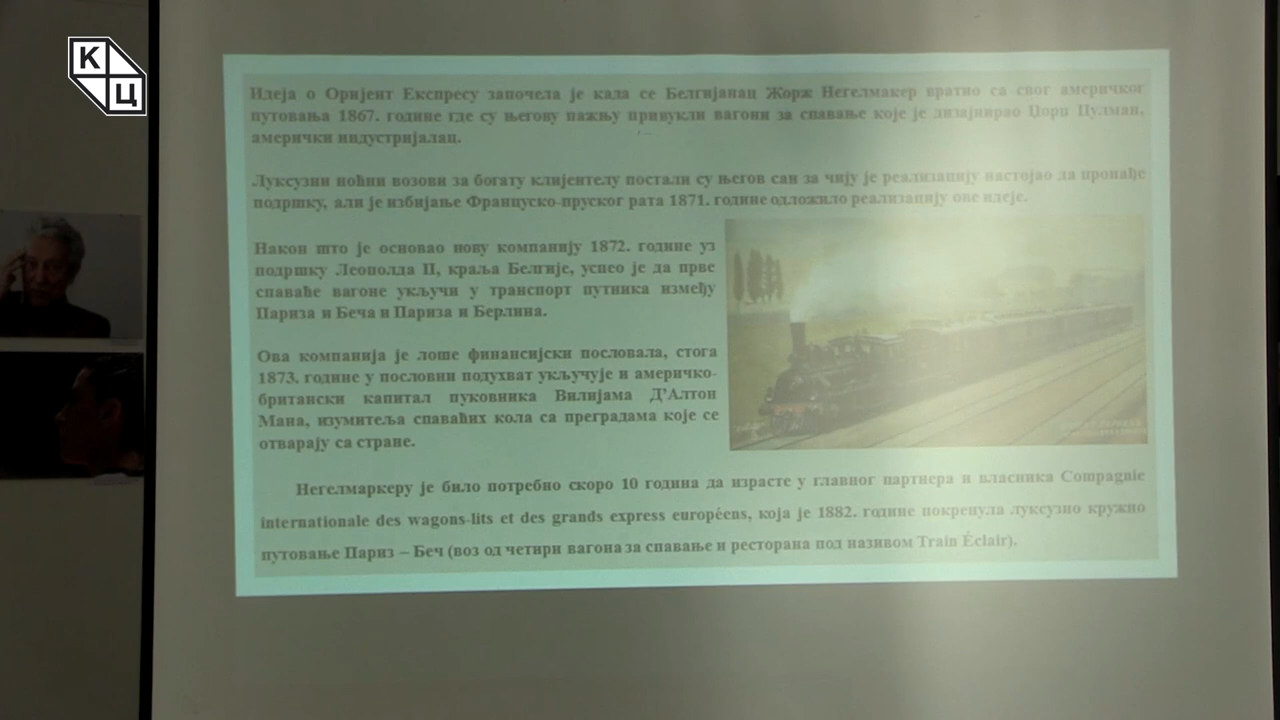 К
Ц
Идеја о Оријент Експресу започела је када се Белгијанац Жорж Негелмакер вратио са свог америчког
путовања 1867. године где су његову пажњу привукли вагони за спавање које је дизајнирао Џорџ Пулман,
амерички индустријалац.
Луксузни ноћни возови за богату клијентелу постали су његов сан за чију је реализацију настојао да пронађе
подршку, али је избијање Француско-пруског рата 1871. године одложило реализацију ове идеје.
Након што је основао нову компанију 1872. године уз
подршку Леополда II, краља Белгије, успео је да прве
спаваће вагоне укључи у транспорт путника између
Париза и Беча и Париза и Берлина.
Ова компанија је лоше финансијски пословала, стога
1873. године у пословни подухват укључује и америчко-
британски капитал пуковника Вилијама Д’Алтон
Мана, изумитеља спаваћих кола са преградама које се
отварају са стране.
Негелмаркеру је било потребно скоро 10 година да израсте у главног партнера и власника Compagnie
internationale des wagons-lits et des grands express européens, која је 1882. године покренула луксузно кружно
путовање Париз – Беч (воз од четири вагона за спавање и ресторана под називом Train Éclair).